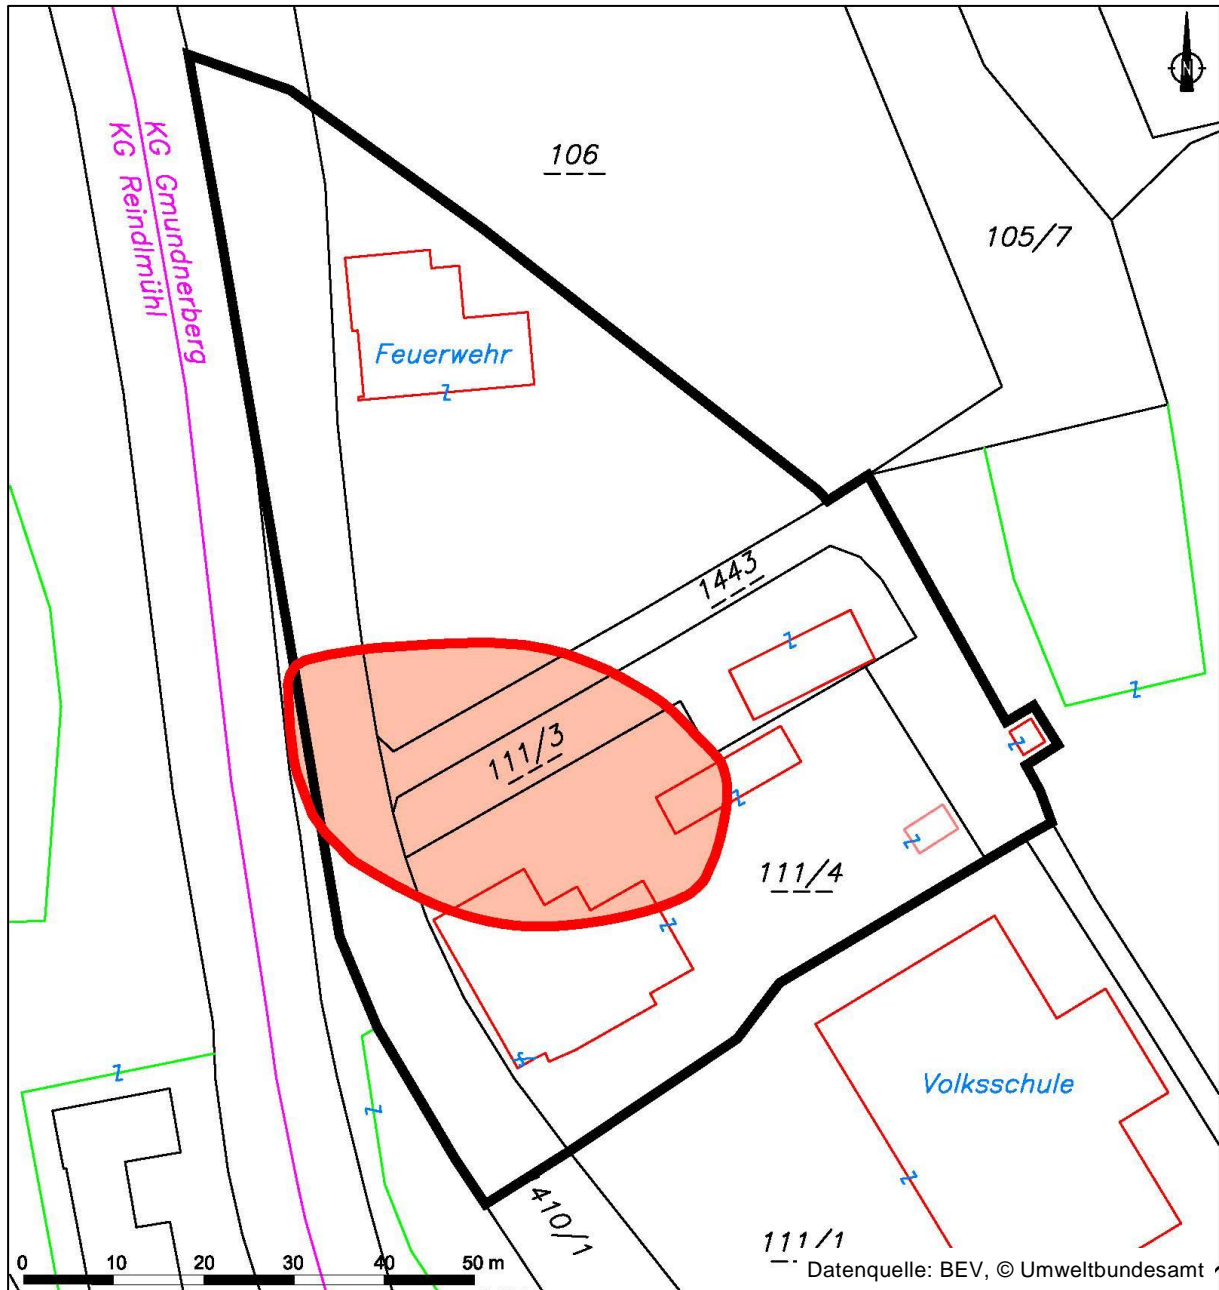 N
106
105/7
KG Gmundnerberg
KG Reindlmühl
Feuerwehr
1443
111/3
111/4
Volksschule
410/1
111/1
0 10 20 30 40 50 m
Datenquelle: BEV, © Umweltbundesamt